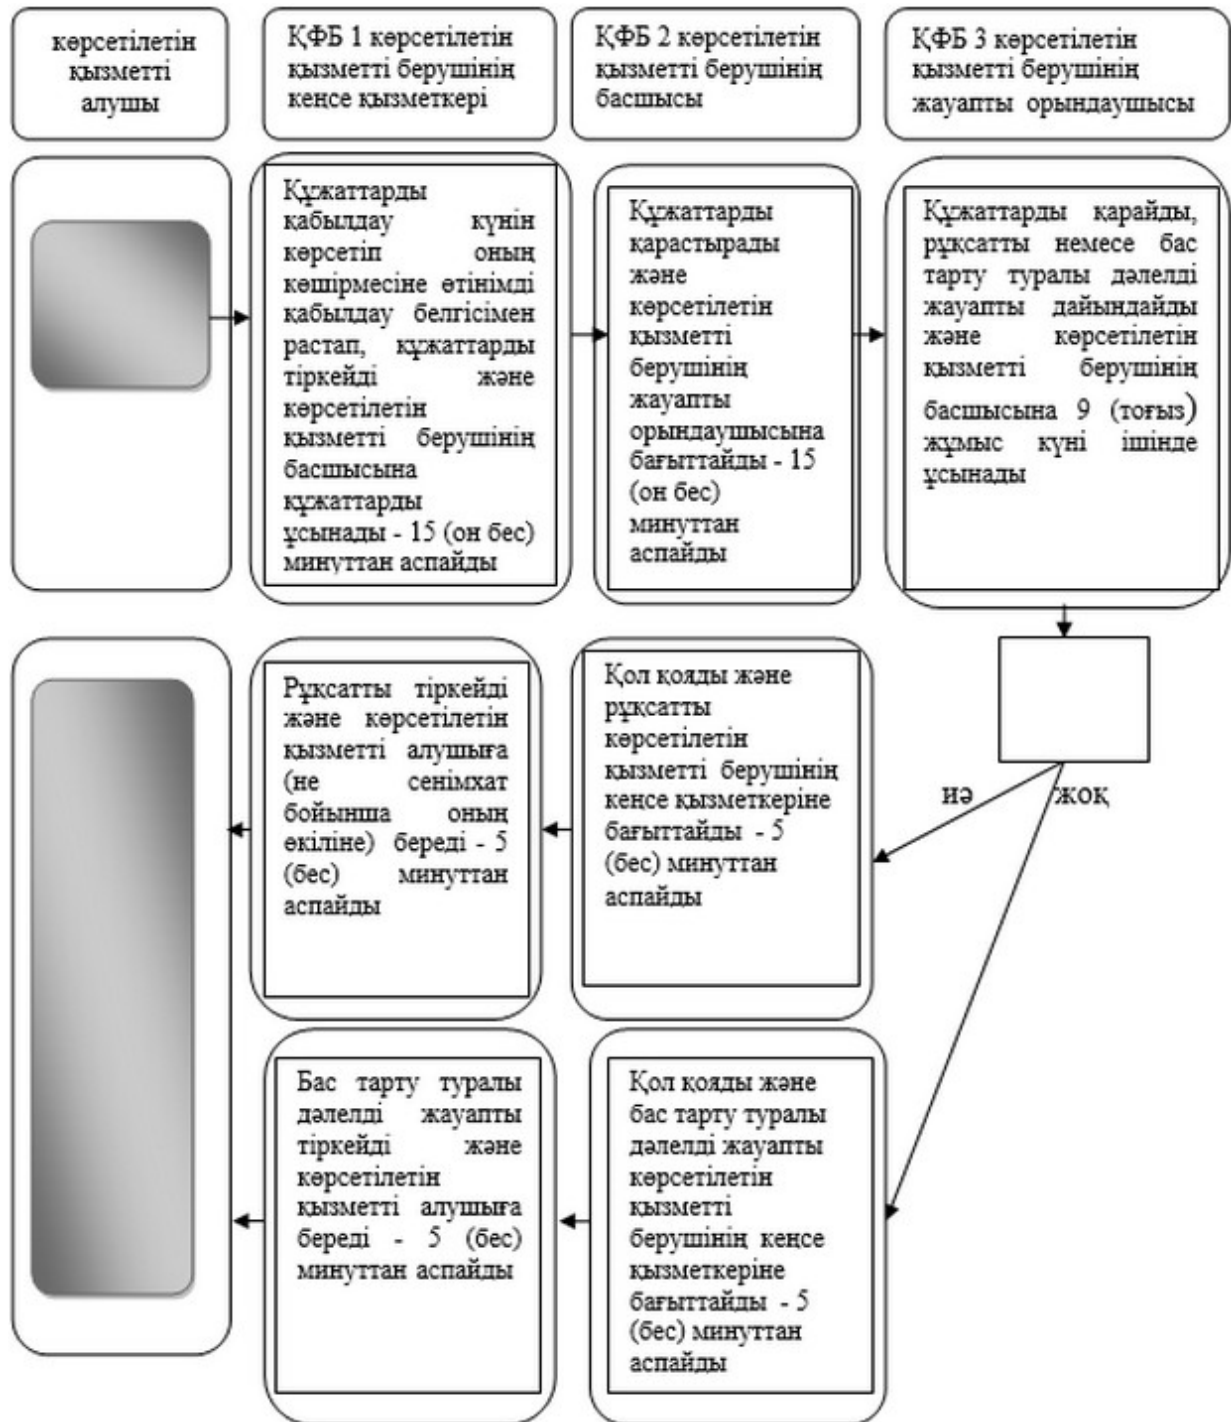 көрсетілетін
қызметті
алушы
ҚФБ 1 көрсетілетін
қызметті берушінің
кеңсе қызметкері
ҚФБ 2 көрсетілетін
қызметті берушінің
басшысы
ҚФБ 3 көрсетілетін
қызметті берушінің
жауапты орындаушысы
Құжаттарды
қабылдау күнін
көрсетіп оның
көшірмесіне өтінімді
қабылдау белгісімен
растап, құжаттарды
тіркейді және
көрсетілетін
қызметті берушінің
басшысына
құжаттарды
ұсынады - 15 (он бес)
минуттан аспайды
Құжаттарды
қарастырады
және
көрсетілетін
қызметті
берушінің
жауапты
орындаушысына
бағыттайды - 15
(он бес)
минуттан
аспайды
Құжаттарды қарайды,
рұқсатты немесе бас
тарту туралы дәлелді
жауапты дайындайды
және көрсетілетін
қызметті берушінің
басшысына 9 (тоғыз)
жұмыс күні ішінде
ұсынады
Рұқсатты тіркейді
және көрсетілетін
қызметті алушыға
(не сенімхат
бойынша оның
өкіліне) береді - 5
(бес) минуттан
аспайды
Қол қояды және
рұқсатты
көрсетілетін
қызметті берушінің
кеңсе қызметкеріне
бағыттайды - 5
(бес) минуттан
аспайды
иә
жоқ
Бас тарту туралы
дәлелді жауапты
тіркейді және
көрсетілетін
қызметті алушыға
береді - 5 (бес)
минуттан аспайды
Қол қояды және
бас тарту туралы
дәлелді жауапты
көрсетілетін
қызметті
берушінің кеңсе
қызметкеріне
бағыттайды - 5
(бес) минуттан
аспайды